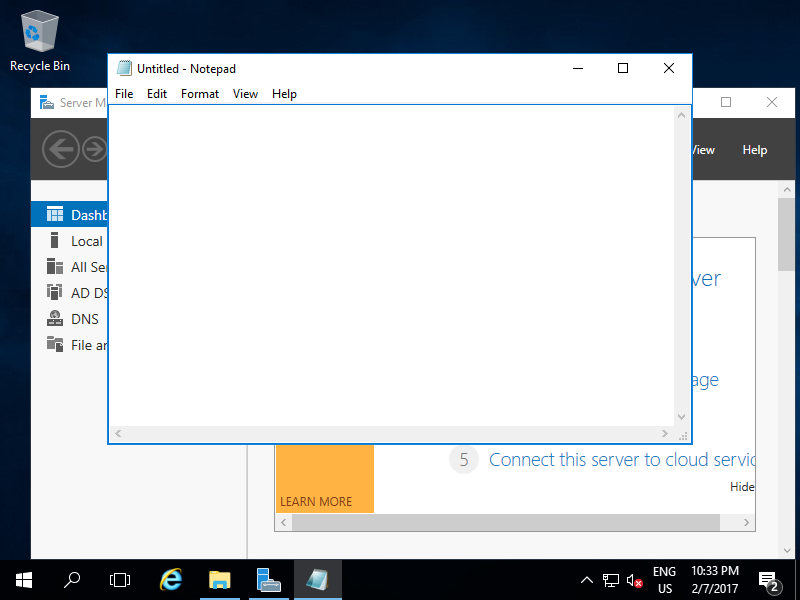 Recycle Bin
Untitled - Notepad
File Edit Format View Help
Server M
View Help
Dashb
Local
All Ser
AD DS
DNS
File an
ver
age
5 Connect this server to cloud servic
Hide
LEARN MORE
ENG
US
10:33 PM
2/7/2017
2